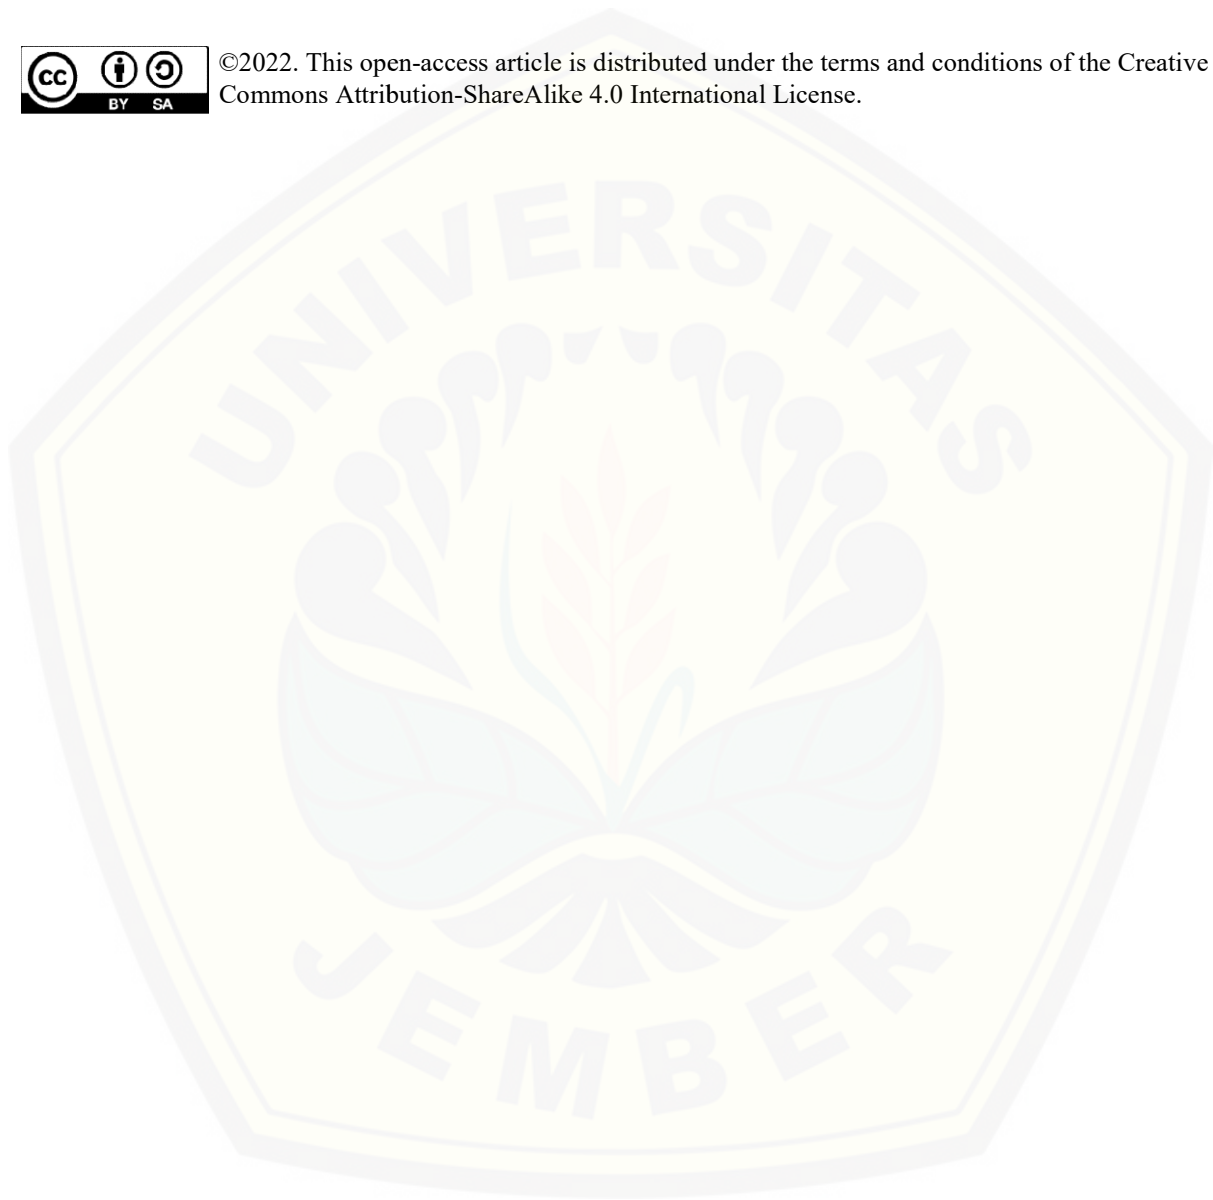 cc BY SA
©2022. This open-access article is distributed under the terms and conditions of the Creative
Commons Attribution-ShareAlike 4.0 International License.
UNIVERSITAS
JEMBER